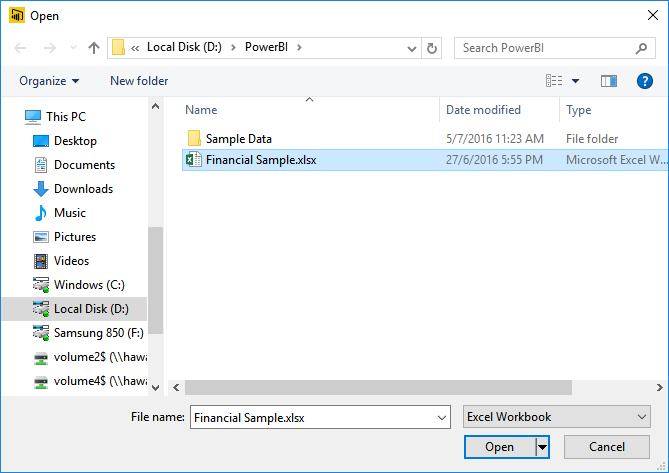 Open
« Local Disk (D:) > PowerBI >
Search PowerBI
Organize
New folder
?
Name
Date modified
Type
This PC
Desktop
Documents
Downloads
Music
Pictures
Videos
Windows (C:)
Local Disk (D:)
Samsung 850 (F:)
volume2$ (\\hawa
volume4$ (\\hawa
Sample Data
5/7/2016 11:23 AM
File folder
Financial Sample.xlsx
27/6/2016 5:55 PM
Microsoft Excel W...
File name:
Financial Sample.xlsx
Excel Workbook
Open
Cancel